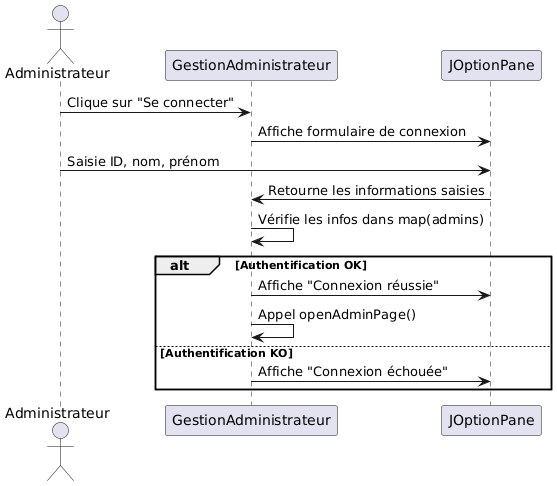 Administrateur
GestionAdministrateur
JOptionPane
Clique sur "Se connecter"
Affiche formulaire de connexion
Saisie ID, nom, prénom
Retourne les informations saisies
Vérifie les infos dans map(admins)
alt [Authentification OK]
Affiche "Connexion réussie"
Appel openAdminPage()
[Authentification KO]
Affiche "Connexion échouée"
Administrateur
GestionAdministrateur
JOptionPane